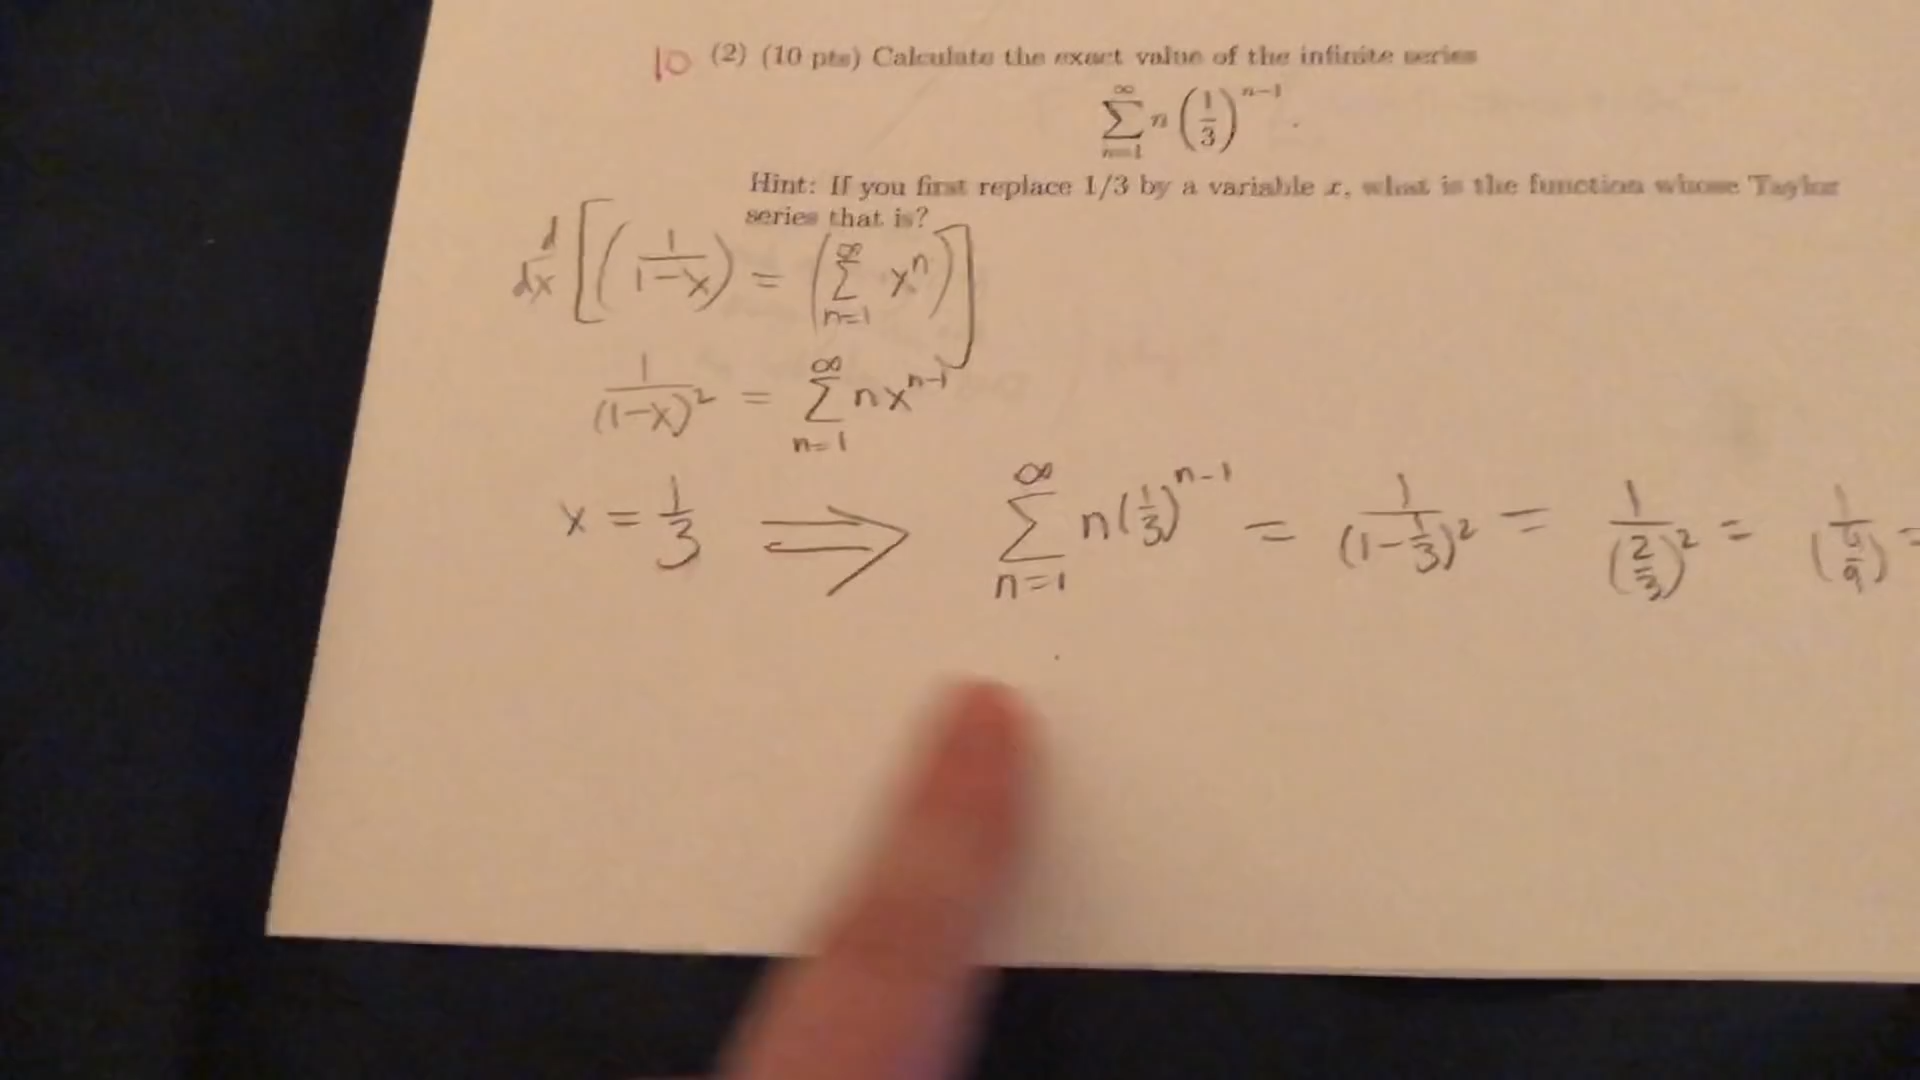 10 (2) (10 pts) Calculate the exact value of the infinite series
∑_{n=1}^{∞} n (1/3)^{n−1}.
Hint: If you first replace 1/3 by a variable x, what is the function whose Taylor
series that is?
d/dx [ (1/(1−x)) = ( ∑_{n=1}^{∞} x^n ) ]
1/(1−x)^2 = ∑_{n=1}^{∞} n x^{n−1}
x = 1/3 ⟹ ∑_{n=1}^{∞} n(1/3)^{n−1} = 1/(1−1/3)^2 = 1/(2/3)^2 =